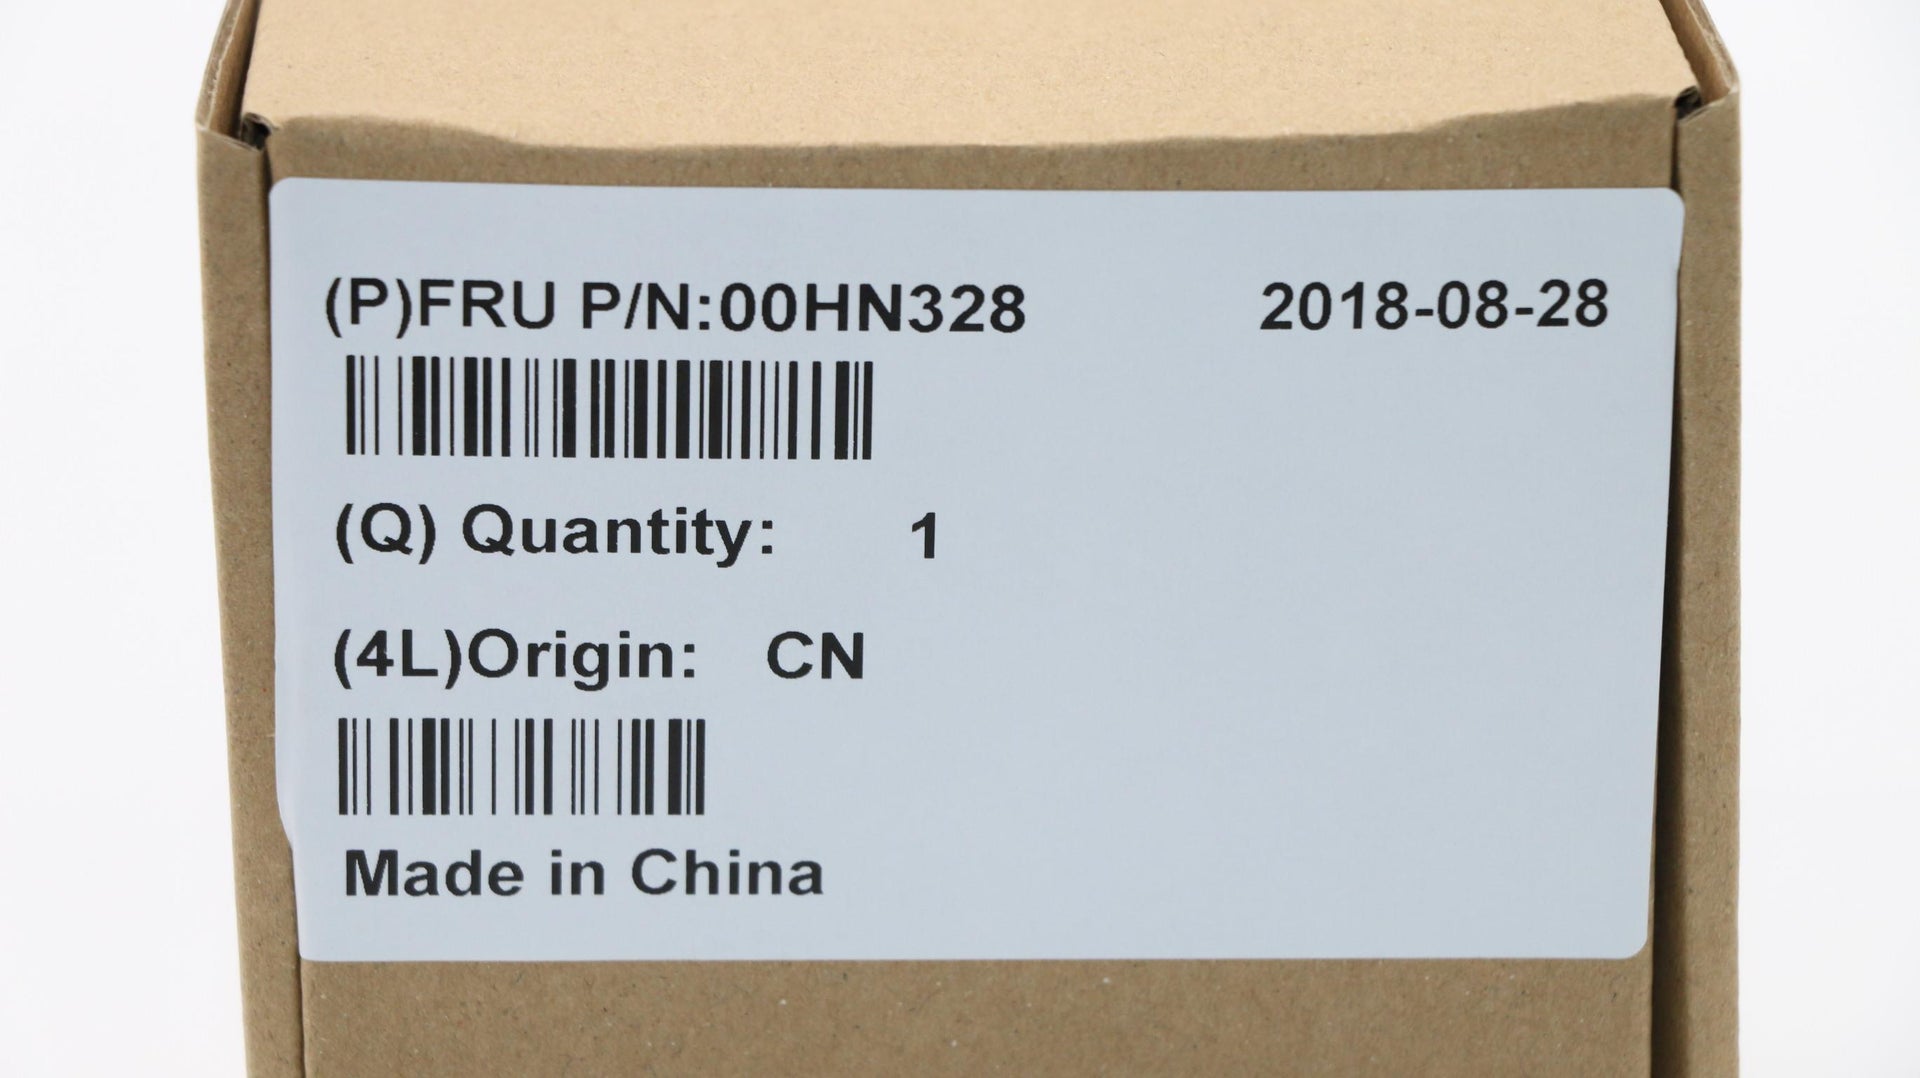 (P)FRU P/N:00HN328 2018-08-28
(Q) Quantity: 1
(4L)Origin: CN
Made in China